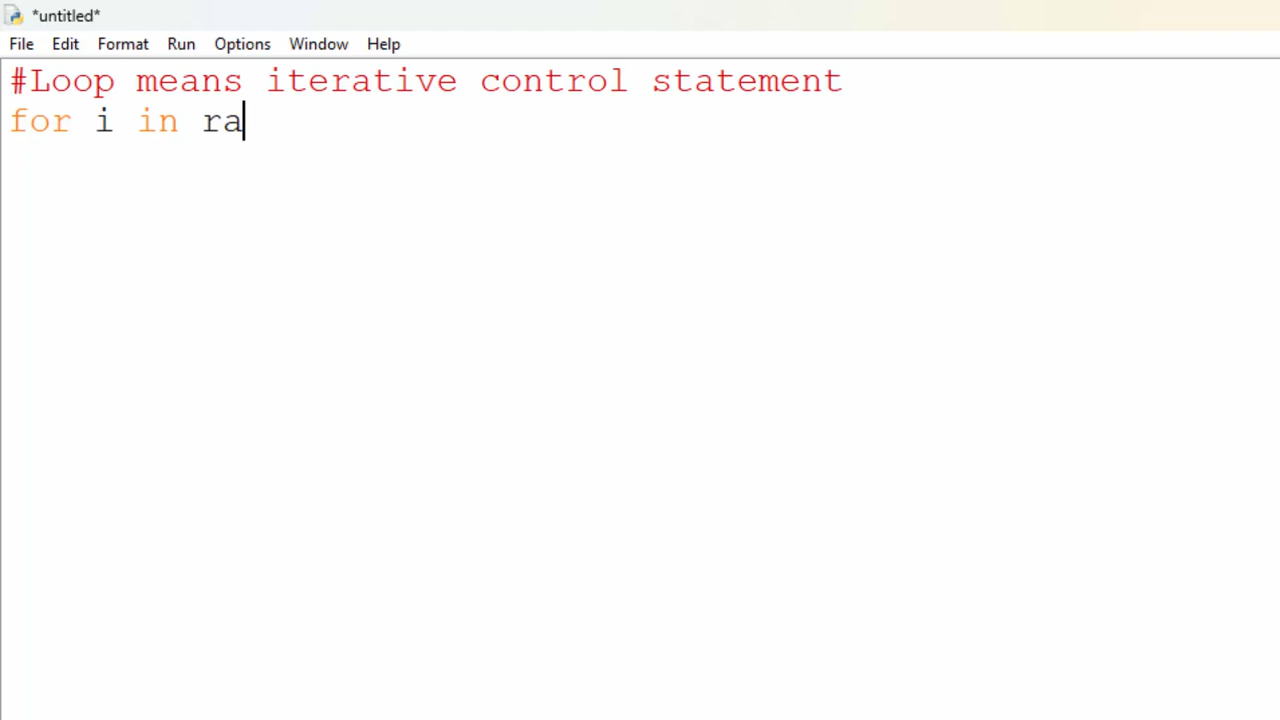 *untitled*
File Edit Format Run Options Window Help
#Loop means iterative control statement
for i in ra